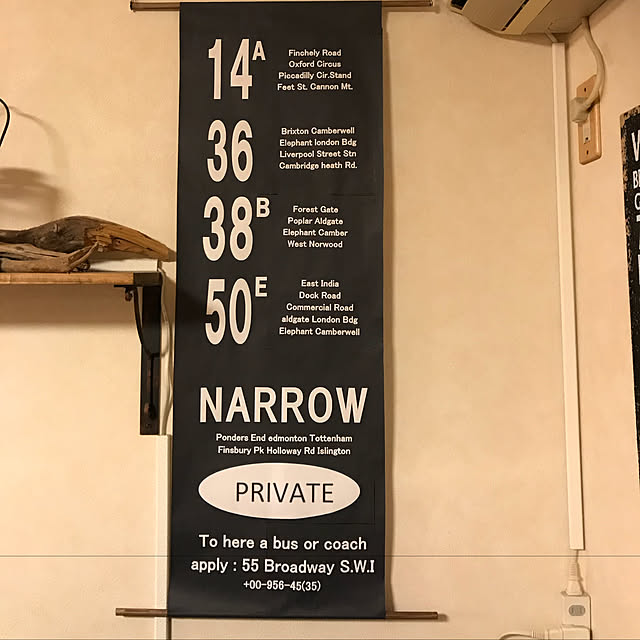 14A
Finchely Road
Oxford Circus
Piccadilly Cir.Stand
Feet St. Cannon Mt.
36
Brixton Camberwell
Elephant london Bdg
Liverpool Street Stn
Cambridge heath Rd.
38B
Forest Gate
Poplar Aldgate
Elephant Camber
West Norwood
50E
East India
Dock Road
Commercial Road
aldgate London Bdg
Elephant Camberwell
NARROW
Ponders End edmonton Tottenham
Finsbury Pk Holloway Rd Islington
PRIVATE
To here a bus or coach
apply : 55 Broadway S.W.I
+00-956-45(35)